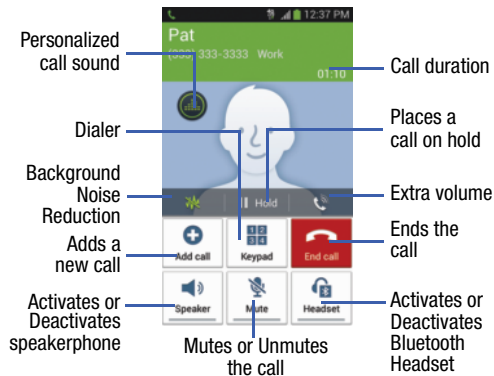 12:37 PM
Pat
(333) 333-3333 Work
01:10
Personalized
call sound
Call duration
Dialer
Places a
call on hold
Background
Noise
Reduction
Hold
Extra volume
Adds a
new call
Add call
Keypad
End call
Ends the
call
Activates or
Deactivates
speakerphone
Speaker
Mute
Headset
Activates or
Deactivates
Bluetooth
Headset
Mutes or Unmutes
the call